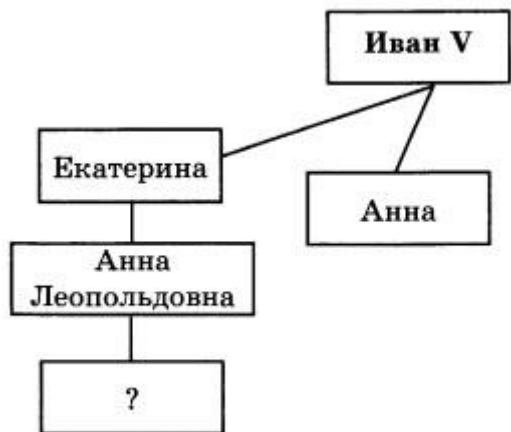 Иван V
Екатерина
Анна
Анна
Леопольдовна
?